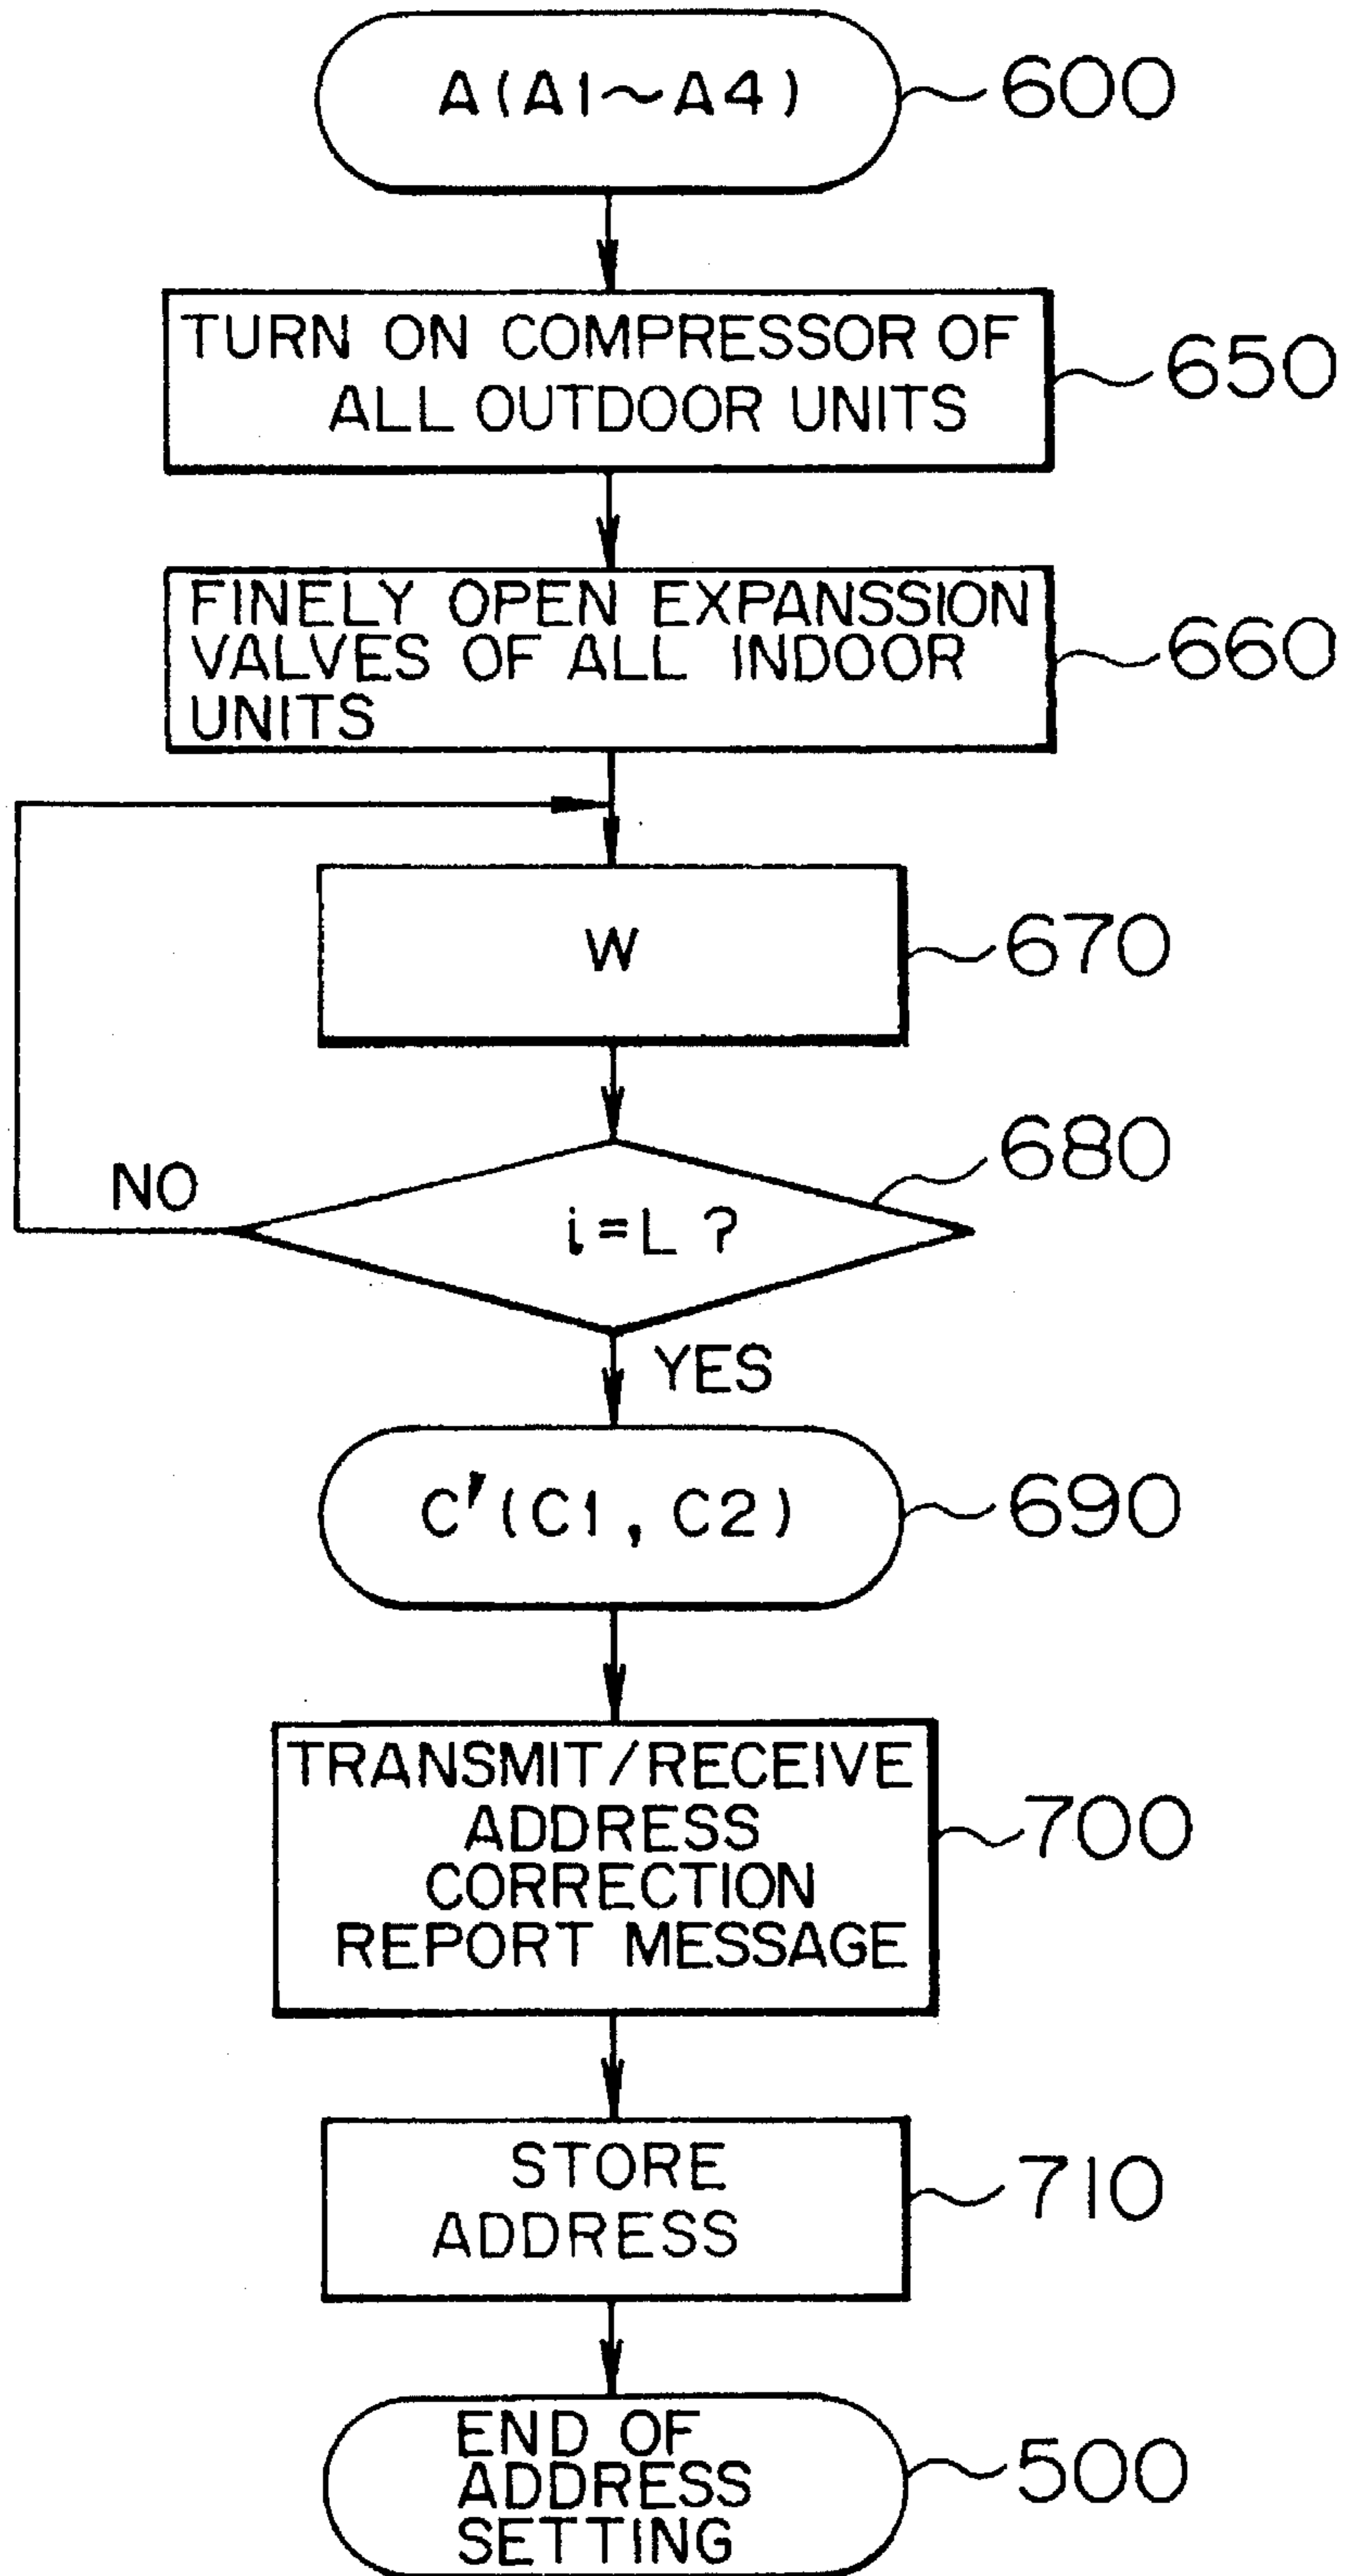 A(A1~A4)
600
TURN ON COMPRESSOR OF
ALL OUTDOOR UNITS
650
FINELY OPEN EXPANSSION
VALVES OF ALL INDOOR
UNITS
660
W
670
i=L?
680
NO
YES
C'(C1, C2)
690
TRANSMIT/RECEIVE
ADDRESS
CORRECTION
REPORT MESSAGE
700
STORE
ADDRESS
710
END OF
ADDRESS
SETTING
500